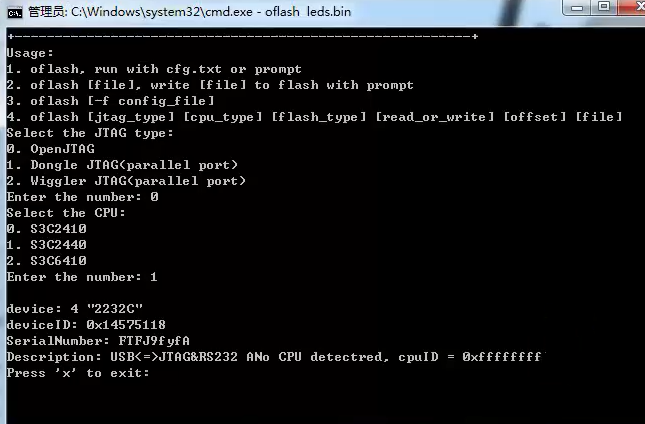 管理员: C:\Windows\system32\cmd.exe - oflash leds.bin
+---------------------------------------------------------+
Usage:
1. oflash, run with cfg.txt or prompt
2. oflash [file], write [file] to flash with prompt
3. oflash [-f config_file]
4. oflash [jtag_type] [cpu_type] [flash_type] [read_or_write] [offset] [file]
Select the JTAG type:
0. OpenJTAG
1. Dongle JTAG(parallel port)
2. Wiggler JTAG(parallel port)
Enter the number: 0
Select the CPU:
0. S3C2410
1. S3C2440
2. S3C6410
Enter the number: 1
device: 4 "2232C"
deviceID: 0x14575118
SerialNumber: FTFJ9fyfA
Description: USB<=>JTAG&RS232 ANo CPU detectred, cpuID = 0xffffffff
Press 'x' to exit: